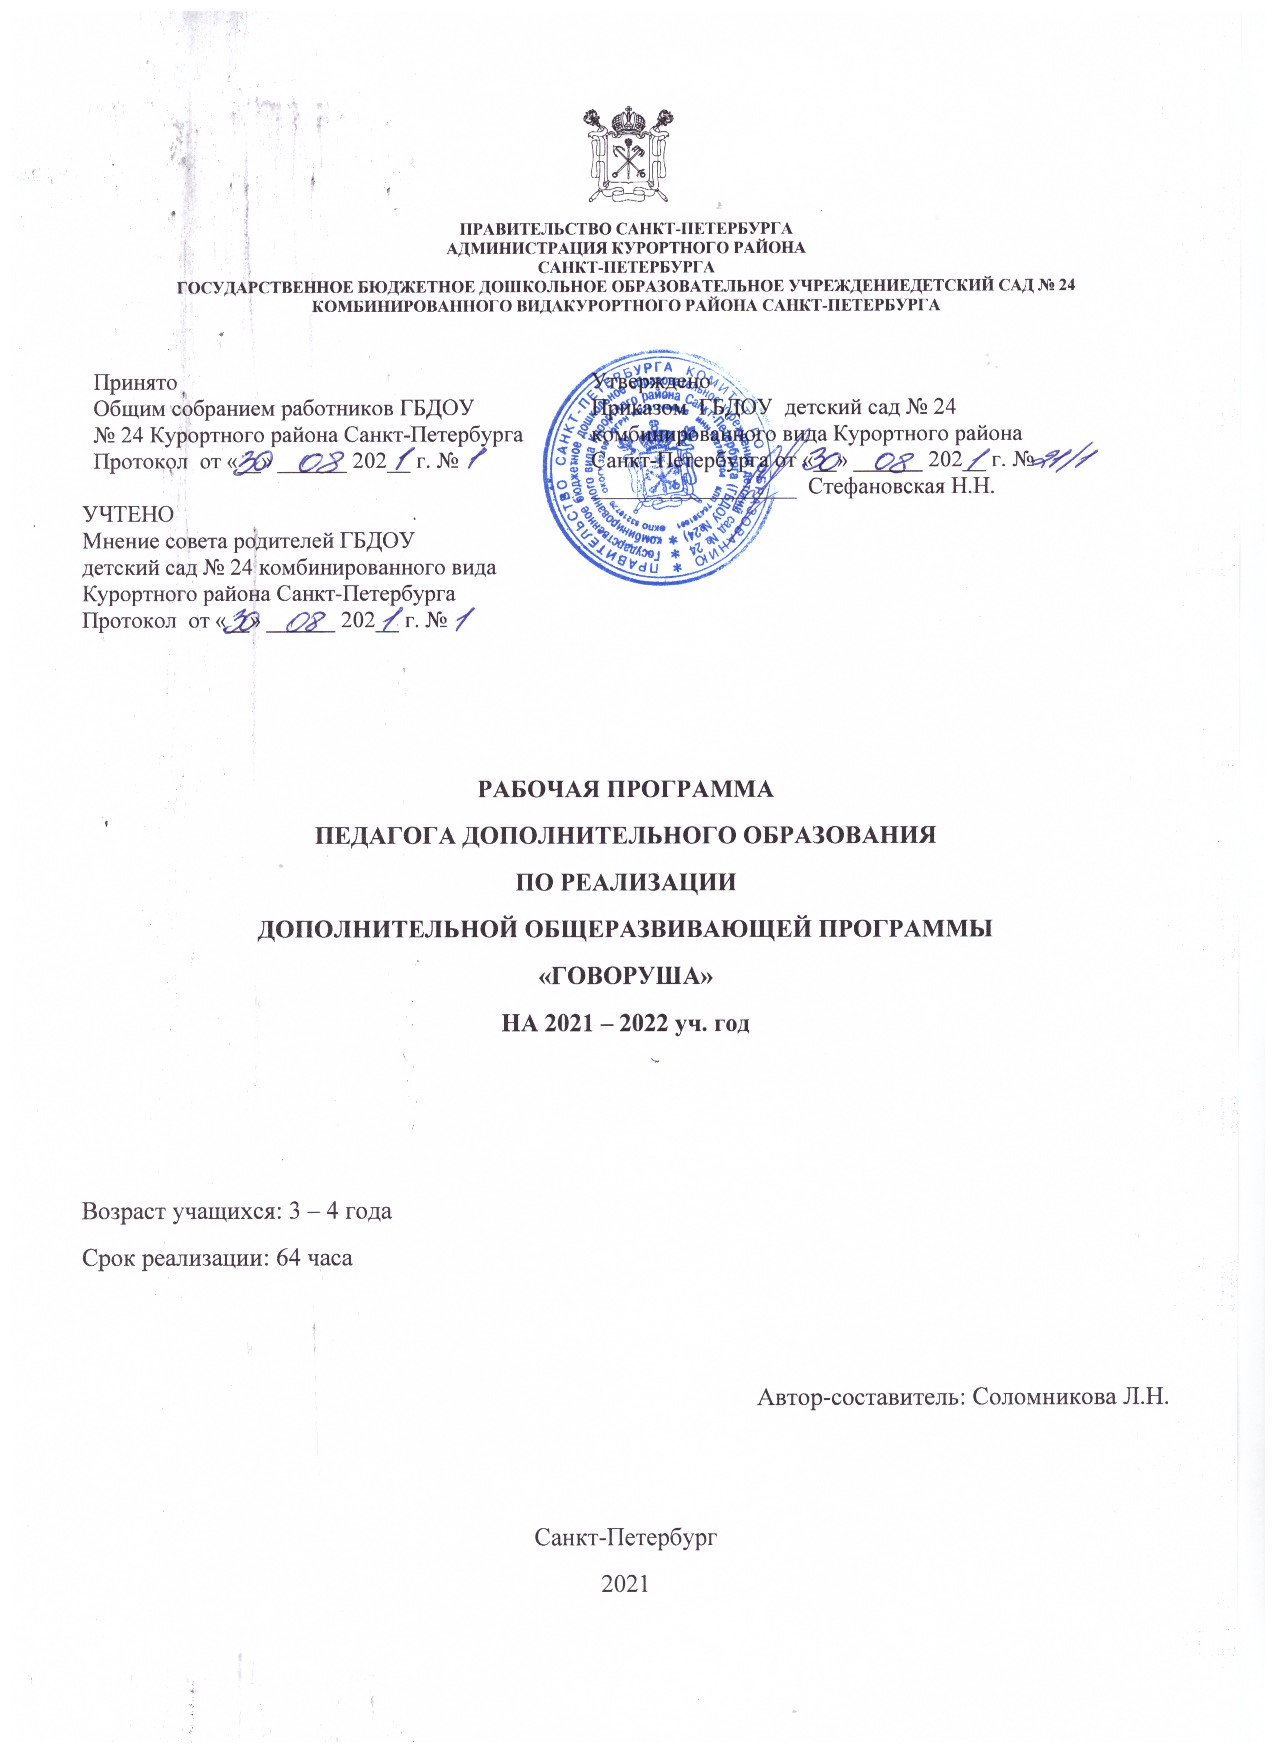 ПРАВИТЕЛЬСТВО САНКТ-ПЕТЕРБУРГА
АДМИНИСТРАЦИЯ КУРОРТНОГО РАЙОНА
САНКТ-ПЕТЕРБУРГА
ГОСУДАРСТВЕННОЕ БЮДЖЕТНОЕ ДОШКОЛЬНОЕ ОБРАЗОВАТЕЛЬНОЕ УЧРЕЖДЕНИЕДЕТСКИЙ САД № 24
КОМБИНИРОВАННОГО ВИДАКУРОРТНОГО РАЙОНА САНКТ-ПЕТЕРБУРГА
Принято
Общим собранием работников ГБДОУ
№ 24 Курортного района Санкт-Петербурга
Протокол от «30» 08 2021 г. № 1
УЧТЕНО
Мнение совета родителей ГБДОУ
детский сад № 24 комбинированного вида
Курортного района Санкт-Петербурга
Протокол от «30» 08 2021 г. № 1
Утверждено
Приказом ГБДОУ детский сад № 24
комбинированного вида Курортного района
Санкт-Петербурга от «30» 08 2021 г. №
Стефановская Н.Н.
РАБОЧАЯ ПРОГРАММА
ПЕДАГОГА ДОПОЛНИТЕЛЬНОГО ОБРАЗОВАНИЯ
ПО РЕАЛИЗАЦИИ
ДОПОЛНИТЕЛЬНОЙ ОБЩЕРАЗВИВАЮЩЕЙ ПРОГРАММЫ
«ГОВОРУША»
НА 2021 – 2022 уч. год
Возраст учащихся: 3 – 4 года
Срок реализации: 64 часа
Автор-составитель: Соломникова Л.Н.
Санкт-Петербург
2021